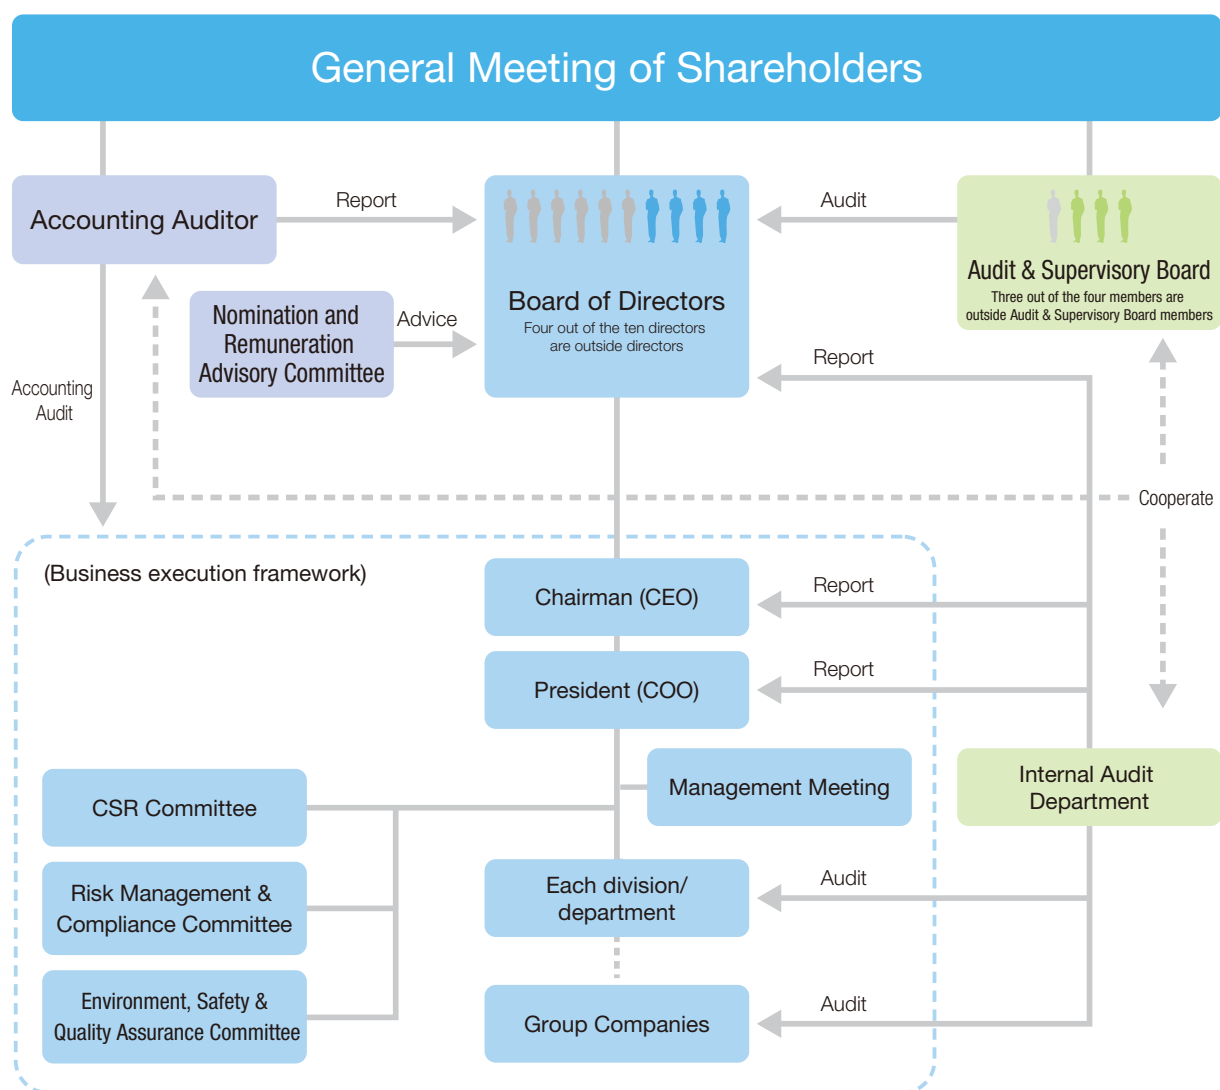 General Meeting of Shareholders
Accounting Auditor
Report
Audit
Audit & Supervisory Board
Three out of the four members are
outside Audit & Supervisory Board members
Board of Directors
Four out of the ten directors
are outside directors
Nomination and
Remuneration
Advisory Committee
Advice
Report
Accounting
Audit
Cooperate
(Business execution framework)
Chairman (CEO)
Report
President (COO)
Report
Management Meeting
Internal Audit
Department
CSR Committee
Risk Management &
Compliance Committee
Each division/
department
Audit
Environment, Safety &
Quality Assurance Committee
Group Companies
Audit